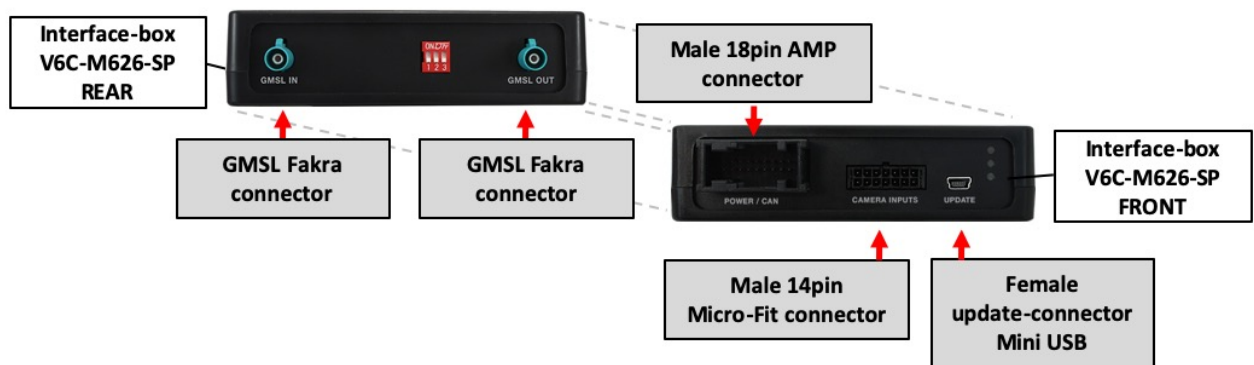 Interface-box
V6C-M626-SP
REAR
GMSL IN
ON
1 2 3
GMSL OUT
Male 18pin AMP
connector
GMSL Fakra
connector
GMSL Fakra
connector
POWER / CAN
CAMERA INPUTS
UPDATE
Interface-box
V6C-M626-SP
FRONT
Male 14pin
Micro-Fit connector
Female
update-connector
Mini USB